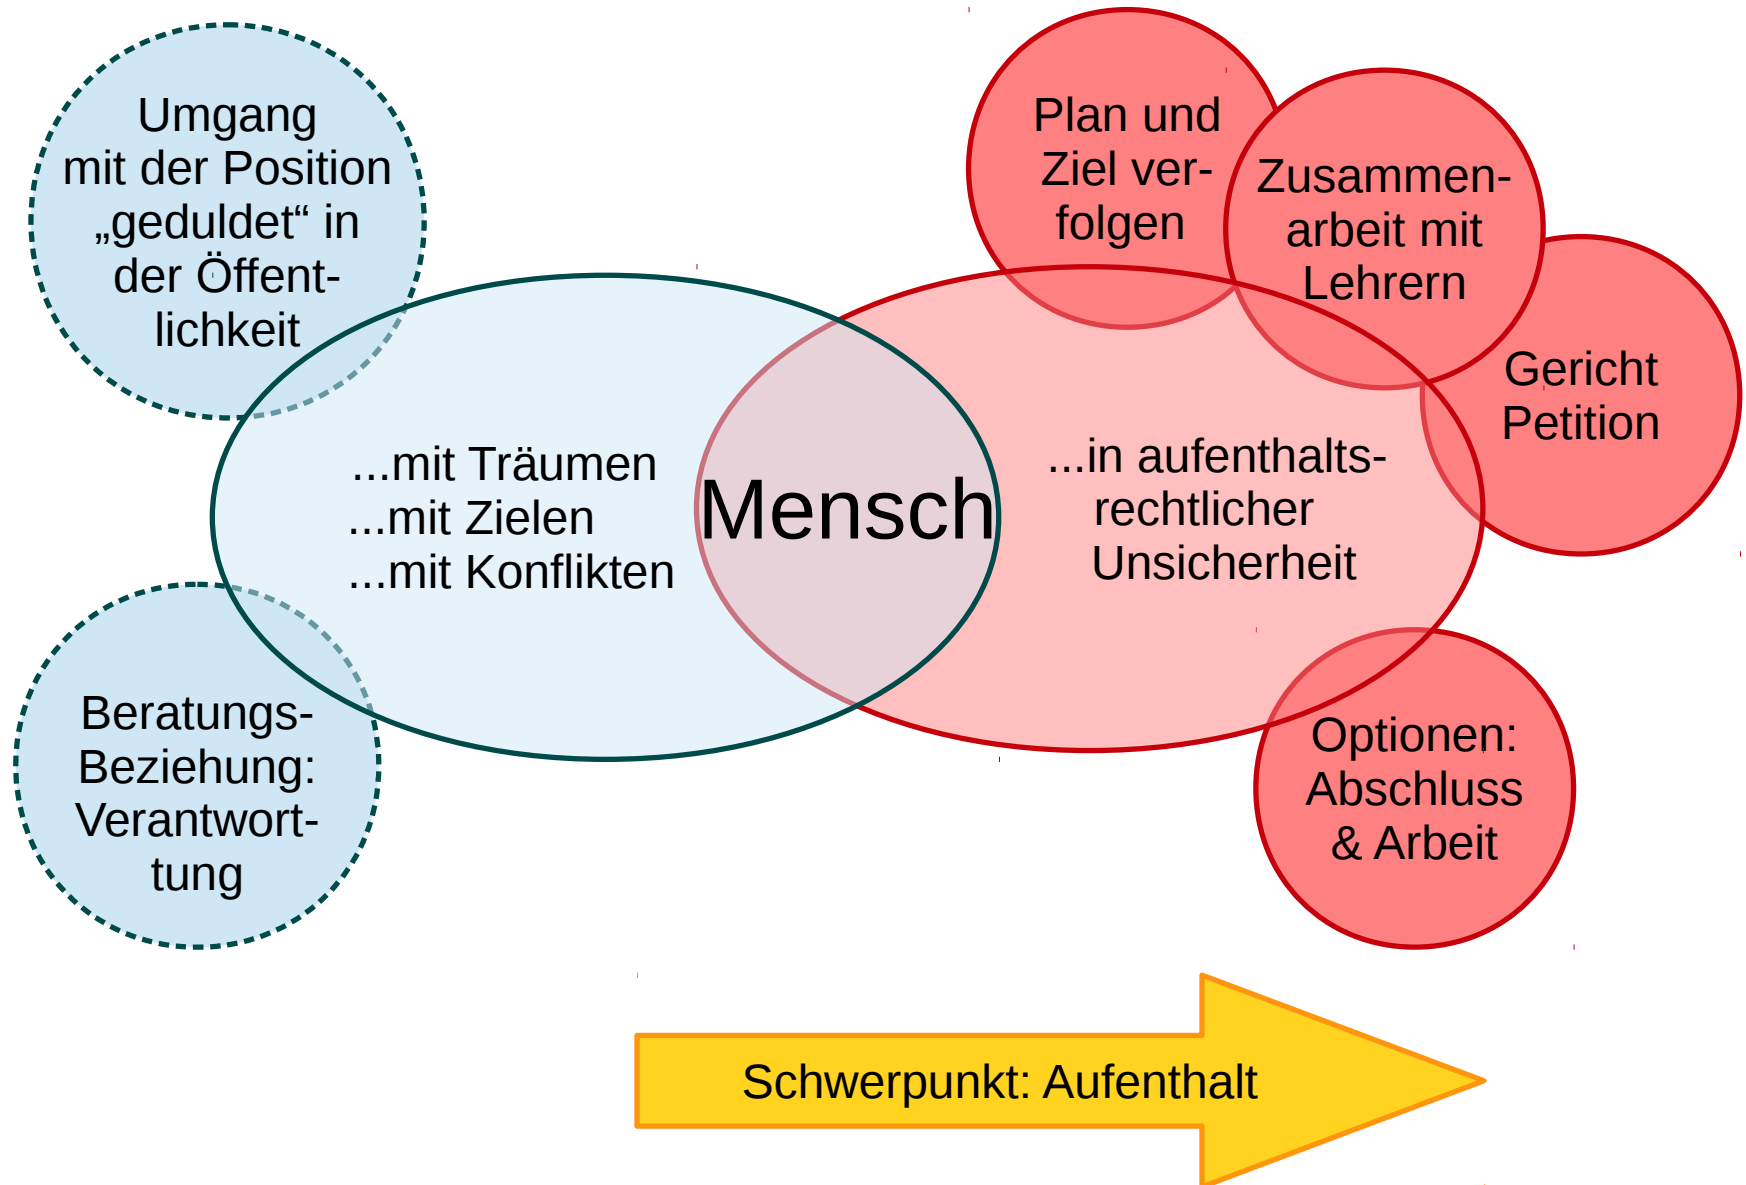 Umgang
mit der Position
„geduldet“ in
der Öffent-
lichkeit
Plan und
Ziel ver-
folgen
Zusammen-
arbeit mit
Lehrern
Gericht
Petition
...mit Träumen
...mit Zielen
...mit Konflikten
Mensch
...in aufenthalts-
rechtlicher
Unsicherheit
Beratungs-
Beziehung:
Verantwort-
tung
Optionen:
Abschluss
& Arbeit
Schwerpunkt: Aufenthalt